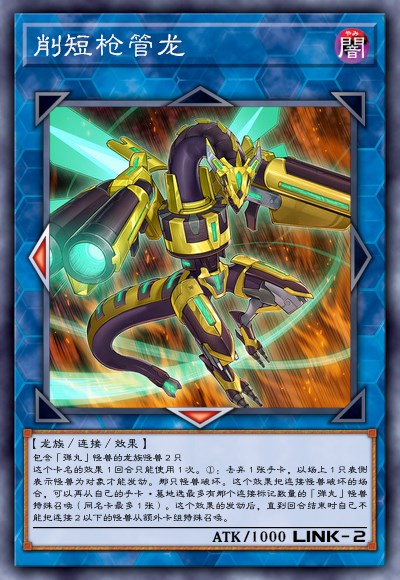 削短枪管龙
やみ
闇
【龙族／连接／效果】
包含「弹丸」怪兽的龙族怪兽２只
这个卡名的效果１回合只能使用１次。①：丢弃１张手卡，以场上１只表侧
表示怪兽为对象才能发动。那只怪兽破坏。这个效果把连接怪兽破坏的场
合，可以再从自己的手卡・墓地选最多有那个连接标记数量的「弹丸」怪兽
特殊召唤（同名卡最多１张）。这个效果的发动后，直到回合结束时自己不
能把连接２以下的怪兽从额外卡组特殊召唤。
ATK/1000 LINK-2